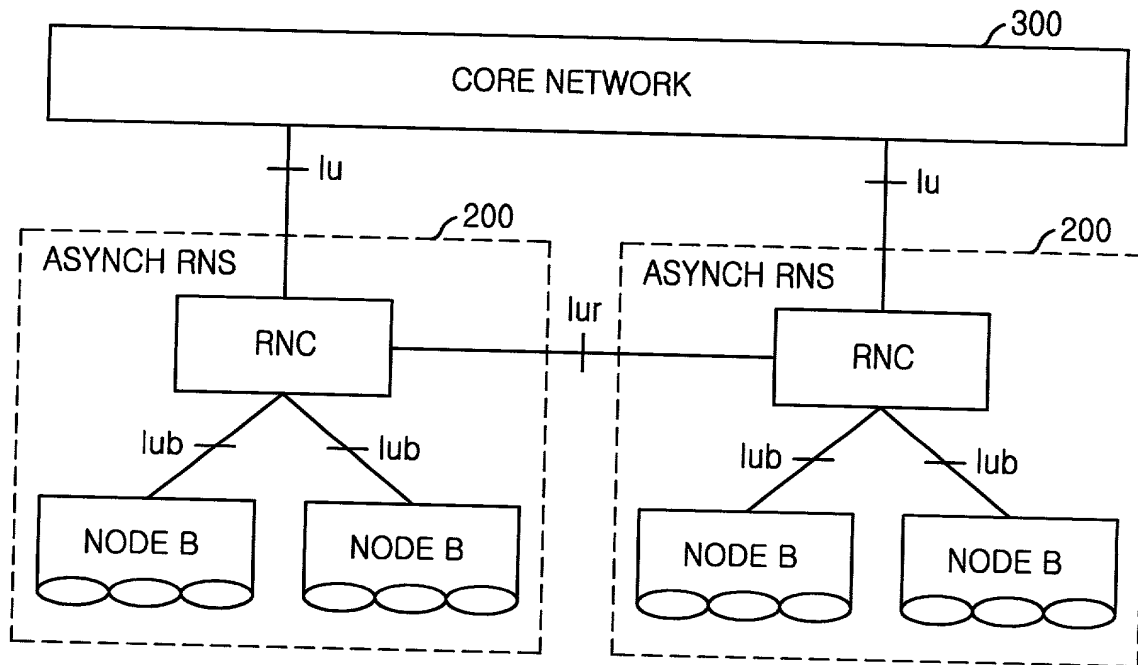 300
CORE NETWORK
Iu
Iu
200
200
ASYNCH RNS
ASYNCH RNS
Iur
RNC
RNC
Iub
Iub
Iub
Iub
NODE B
NODE B
NODE B
NODE B